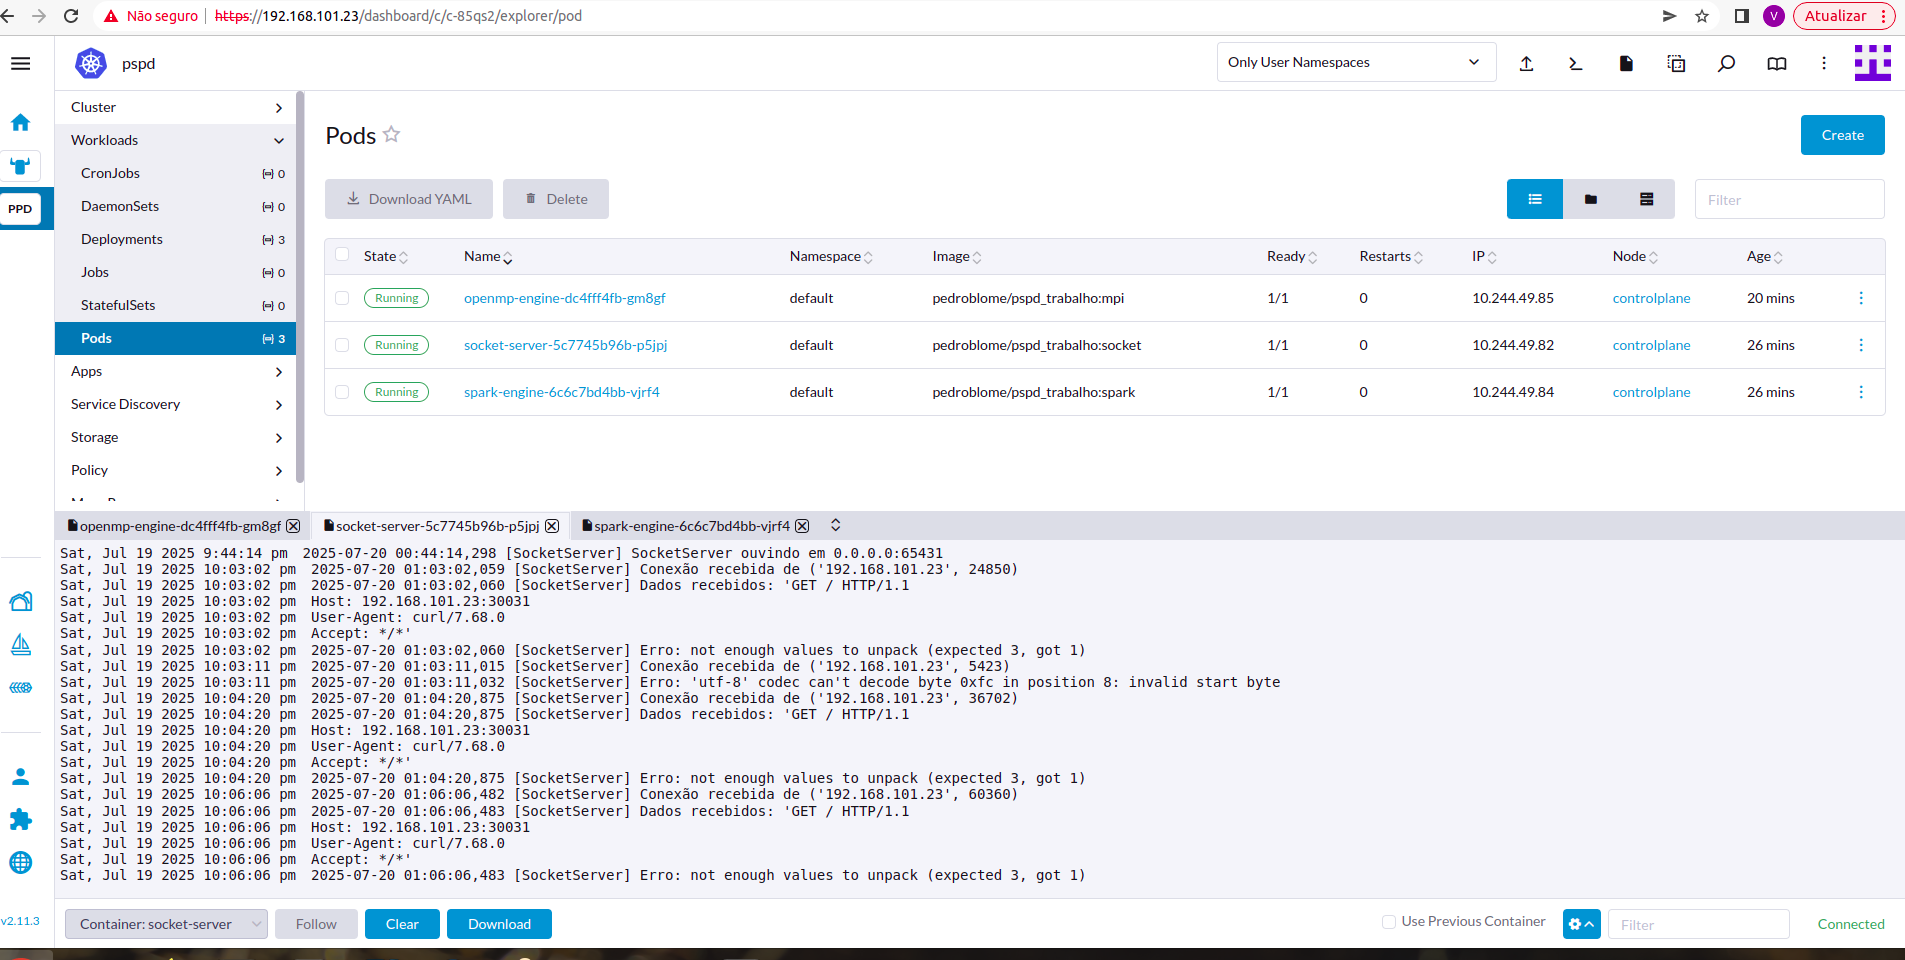 Não seguro
https://192.168.101.23/dashboard/c/c-85qs2/explorer/pod
V
Atualizar
pspd
Only User Namespaces
PPD
Cluster
Workloads
CronJobs 0
DaemonSets 0
Deployments 3
Jobs 0
StatefulSets 0
Pods 3
Apps
Service Discovery
Storage
Policy
Pods
Create
Download YAML
Delete
Filter
State Name Namespace Image Ready Restarts IP Node Age
Running openmp-engine-dc4fff4fb-gm8gf default pedroblome/pspd_trabalho:mpi 1/1 0 10.244.49.85 controlplane 20 mins
Running socket-server-5c7745b96b-p5jpj default pedroblome/pspd_trabalho:socket 1/1 0 10.244.49.82 controlplane 26 mins
Running spark-engine-6c6c7bd4bb-vjrf4 default pedroblome/pspd_trabalho:spark 1/1 0 10.244.49.84 controlplane 26 mins
openmp-engine-dc4fff4fb-gm8gf socket-server-5c7745b96b-p5jpj spark-engine-6c6c7bd4bb-vjrf4
Sat, Jul 19 2025 9:44:14 pm 2025-07-20 00:44:14,298 [SocketServer] SocketServer ouvindo em 0.0.0.0:65431
Sat, Jul 19 2025 10:03:02 pm 2025-07-20 01:03:02,059 [SocketServer] Conexão recebida de ('192.168.101.23', 24850)
Sat, Jul 19 2025 10:03:02 pm 2025-07-20 01:03:02,060 [SocketServer] Dados recebidos: 'GET / HTTP/1.1
Sat, Jul 19 2025 10:03:02 pm Host: 192.168.101.23:30031
Sat, Jul 19 2025 10:03:02 pm User-Agent: curl/7.68.0
Sat, Jul 19 2025 10:03:02 pm Accept: */*'
Sat, Jul 19 2025 10:03:02 pm 2025-07-20 01:03:02,060 [SocketServer] Erro: not enough values to unpack (expected 3, got 1)
Sat, Jul 19 2025 10:03:11 pm 2025-07-20 01:03:11,015 [SocketServer] Conexão recebida de ('192.168.101.23', 5423)
Sat, Jul 19 2025 10:03:11 pm 2025-07-20 01:03:11,032 [SocketServer] Erro: 'utf-8' codec can't decode byte 0xfc in position 8: invalid start byte
Sat, Jul 19 2025 10:04:20 pm 2025-07-20 01:04:20,875 [SocketServer] Conexão recebida de ('192.168.101.23', 36702)
Sat, Jul 19 2025 10:04:20 pm 2025-07-20 01:04:20,875 [SocketServer] Dados recebidos: 'GET / HTTP/1.1
Sat, Jul 19 2025 10:04:20 pm Host: 192.168.101.23:30031
Sat, Jul 19 2025 10:04:20 pm User-Agent: curl/7.68.0
Sat, Jul 19 2025 10:04:20 pm Accept: */*'
Sat, Jul 19 2025 10:04:20 pm 2025-07-20 01:04:20,875 [SocketServer] Erro: not enough values to unpack (expected 3, got 1)
Sat, Jul 19 2025 10:06:06 pm 2025-07-20 01:06:06,482 [SocketServer] Conexão recebida de ('192.168.101.23', 60360)
Sat, Jul 19 2025 10:06:06 pm 2025-07-20 01:06:06,483 [SocketServer] Dados recebidos: 'GET / HTTP/1.1
Sat, Jul 19 2025 10:06:06 pm Host: 192.168.101.23:30031
Sat, Jul 19 2025 10:06:06 pm User-Agent: curl/7.68.0
Sat, Jul 19 2025 10:06:06 pm Accept: */*'
Sat, Jul 19 2025 10:06:06 pm 2025-07-20 01:06:06,483 [SocketServer] Erro: not enough values to unpack (expected 3, got 1)
v2.11.3
Container: socket-server
Follow
Clear
Download
Use Previous Container
Filter
Connected